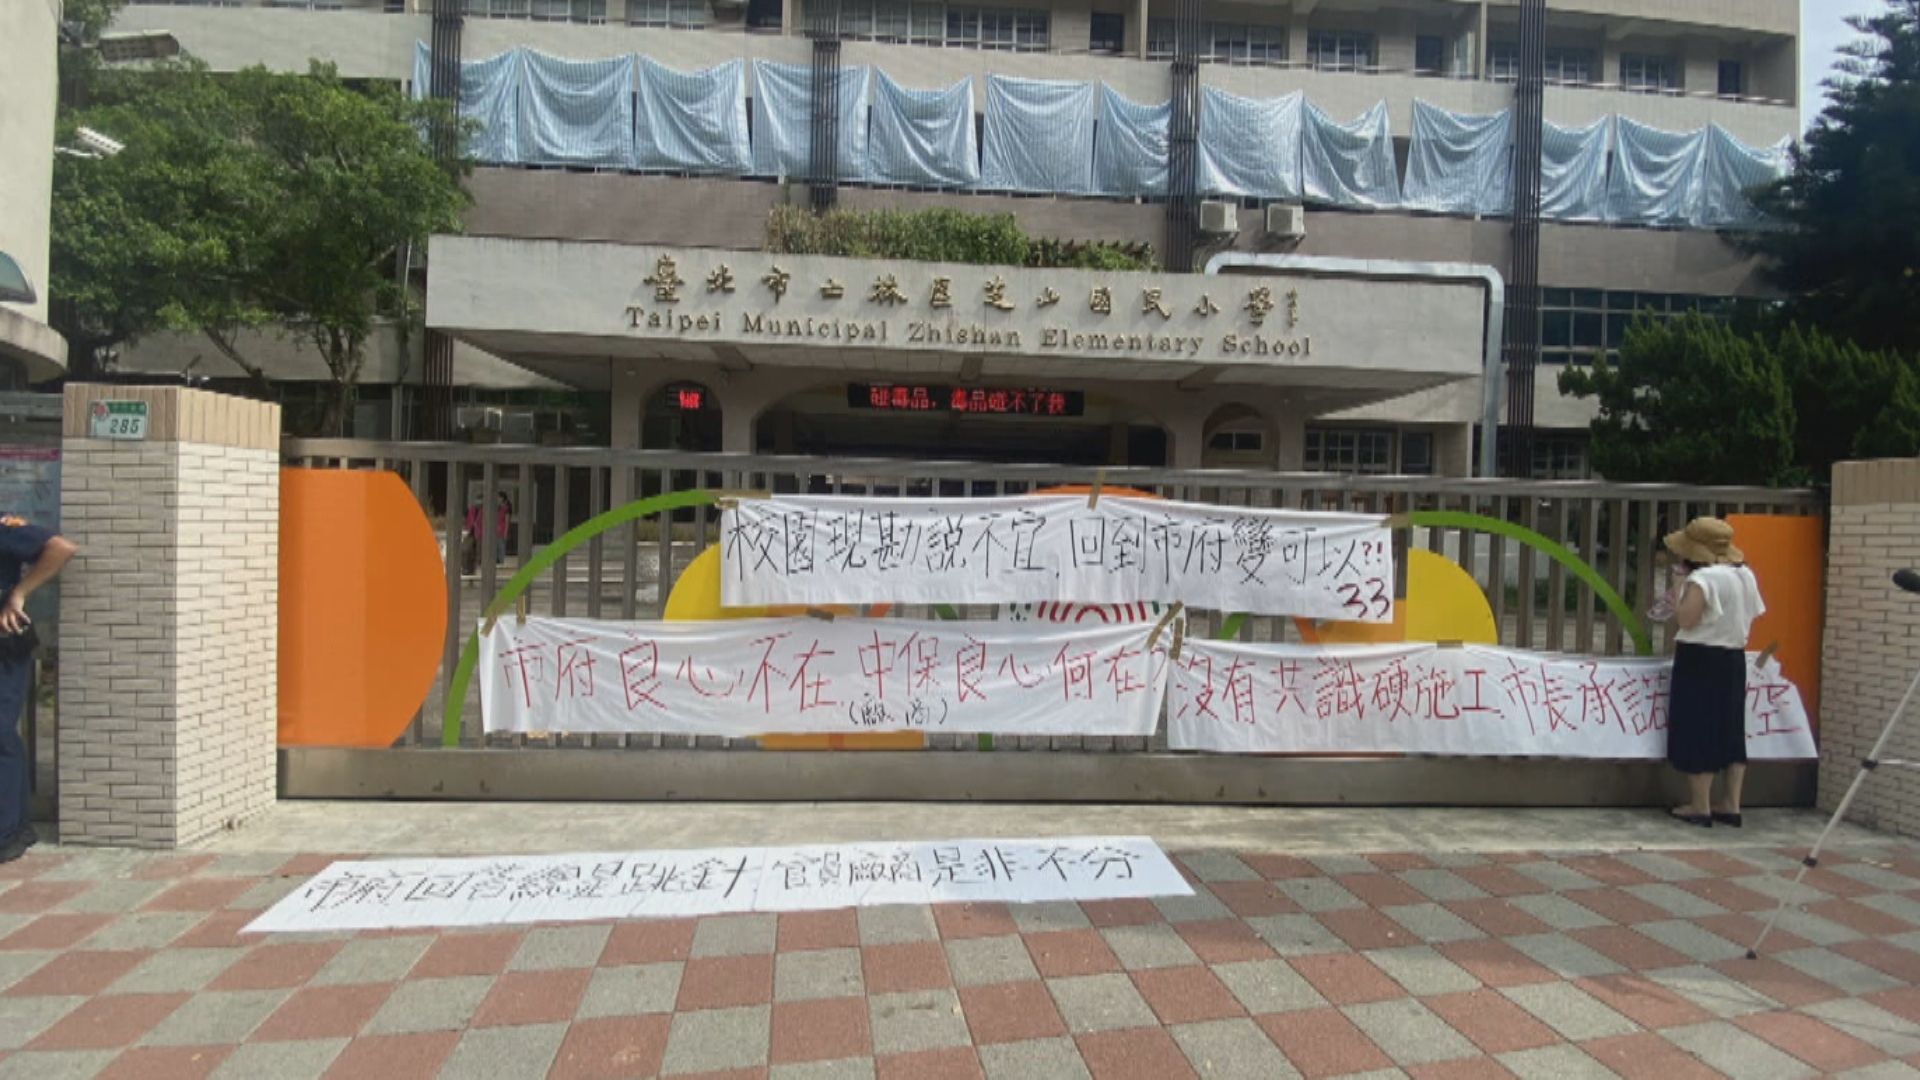 臺北市士林區芝山國民小學
Taipei Municipal Zhishan Elementary School
碰毒品，毒品碰不了我
285
校園現勘說不宜，回到市府變可以?!
33
市府良心不在，中保良心何在?
(廠商)
沒有共識硬施工，市長承諾 空
市府回答總是跳針 官員廠商是非不分